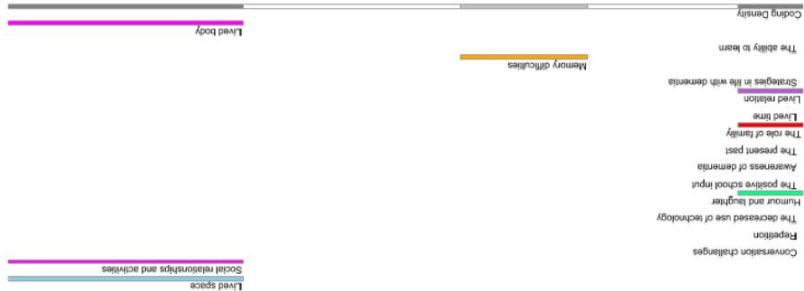 Lived space
Social relationships and activities
Conversation challenges
Repetition
The decreased use of technology
Humour and laughter
The positive school input
Awareness of dementia
The present past
The role of family
Lived time
Lived relation
Strategies in life with dementia
Memory difficulties
The ability to learn
Lived body
Coding Density